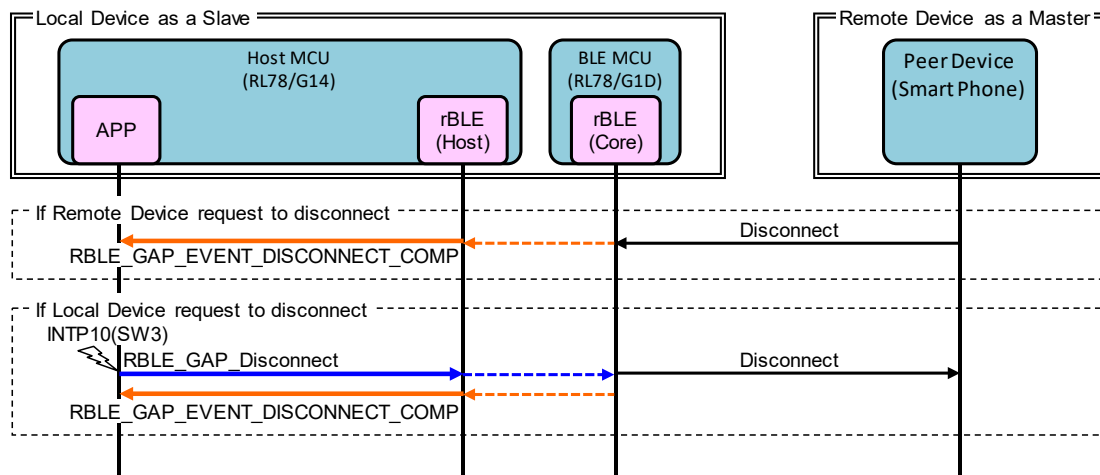 Local Device as a Slave
Remote Device as a Master
Host MCU
(RL78/G14)
BLE MCU
(RL78/G1D)
Peer Device
(Smart Phone)
APP
rBLE
(Host)
rBLE
(Core)
If Remote Device request to disconnect
Disconnect
RBLE_GAP_EVENT_DISCONNECT_COMP
If Local Device request to disconnect
INTP10(SW3)
RBLE_GAP_Disconnect
Disconnect
RBLE_GAP_EVENT_DISCONNECT_COMP